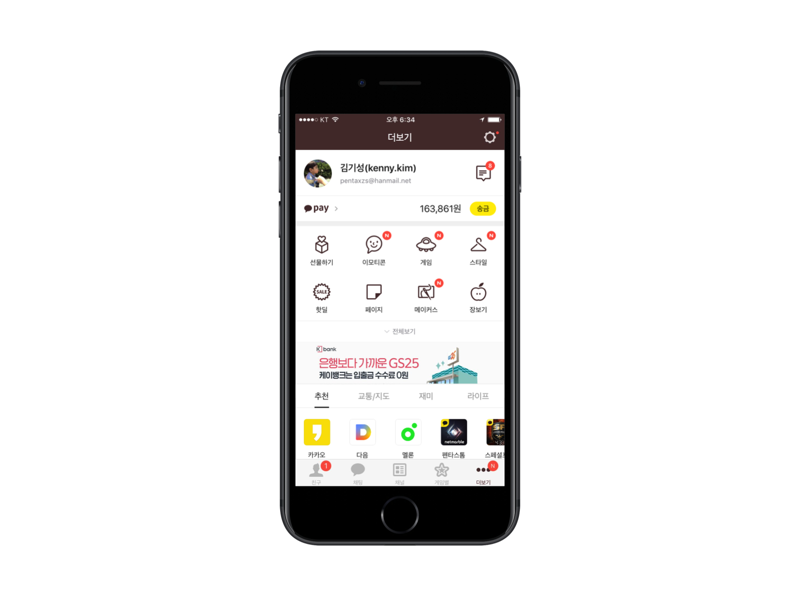 KT 오후 6:34
더보기
김기성(kenny.kim)
pentaxzs@hanmail.net
pay 163,861원 송금
N N N
선물하기 이모티콘 게임 스타일
SALE N
핫딜 페이지 메이커스 장보기
전체보기
K bank
은행보다 가까운 GS25
케이뱅크는 입출금 수수료 0원
추천 교통/지도 재미 라이프
netmarble
카카오 다음 멜론 펜타스톰 스페셜
1 N
친구 채팅 채널 게임별 더보기